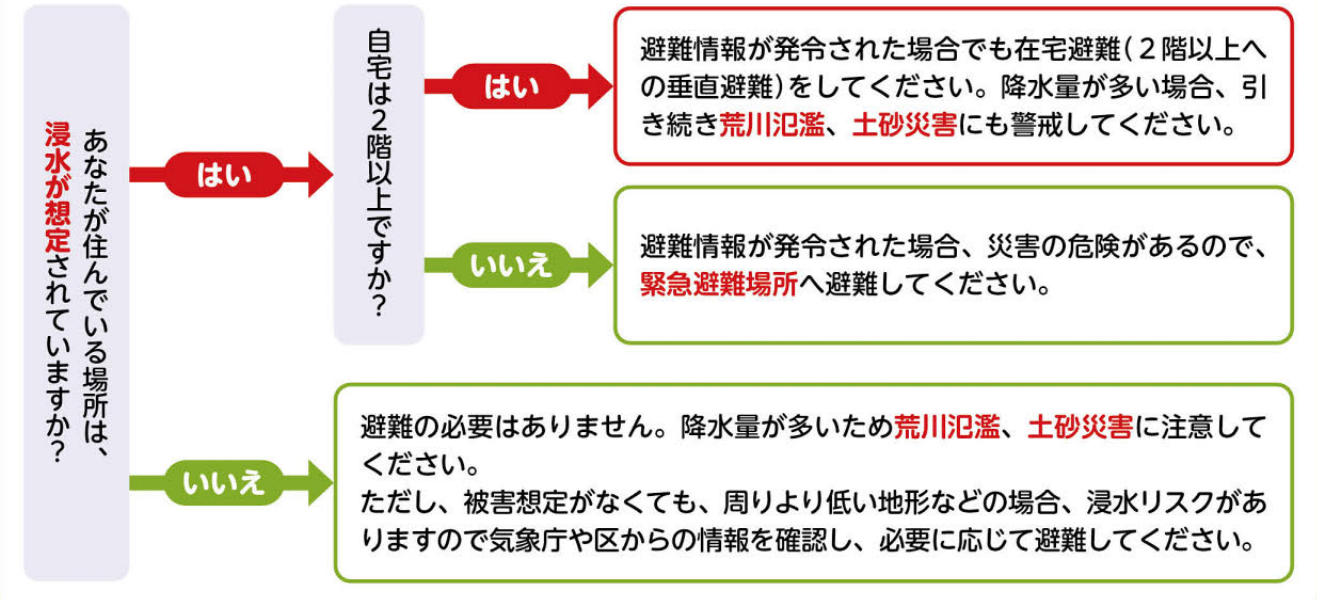 あなたが住んでいる場所は、
浸水が想定されていますか？
はい
自宅は２階以上ですか？
はい
避難情報が発令された場合でも在宅避難（２階以上へ
の垂直避難）をしてください。降水量が多い場合、引
き続き荒川氾濫、土砂災害にも警戒してください。
いいえ
避難情報が発令された場合、災害の危険があるので、
緊急避難場所へ避難してください。
いいえ
避難の必要はありません。降水量が多いため荒川氾濫、土砂災害に注意して
ください。
ただし、被害想定がなくても、周りより低い地形などの場合、浸水リスクがあ
りますので気象庁や区からの情報を確認し、必要に応じて避難してください。